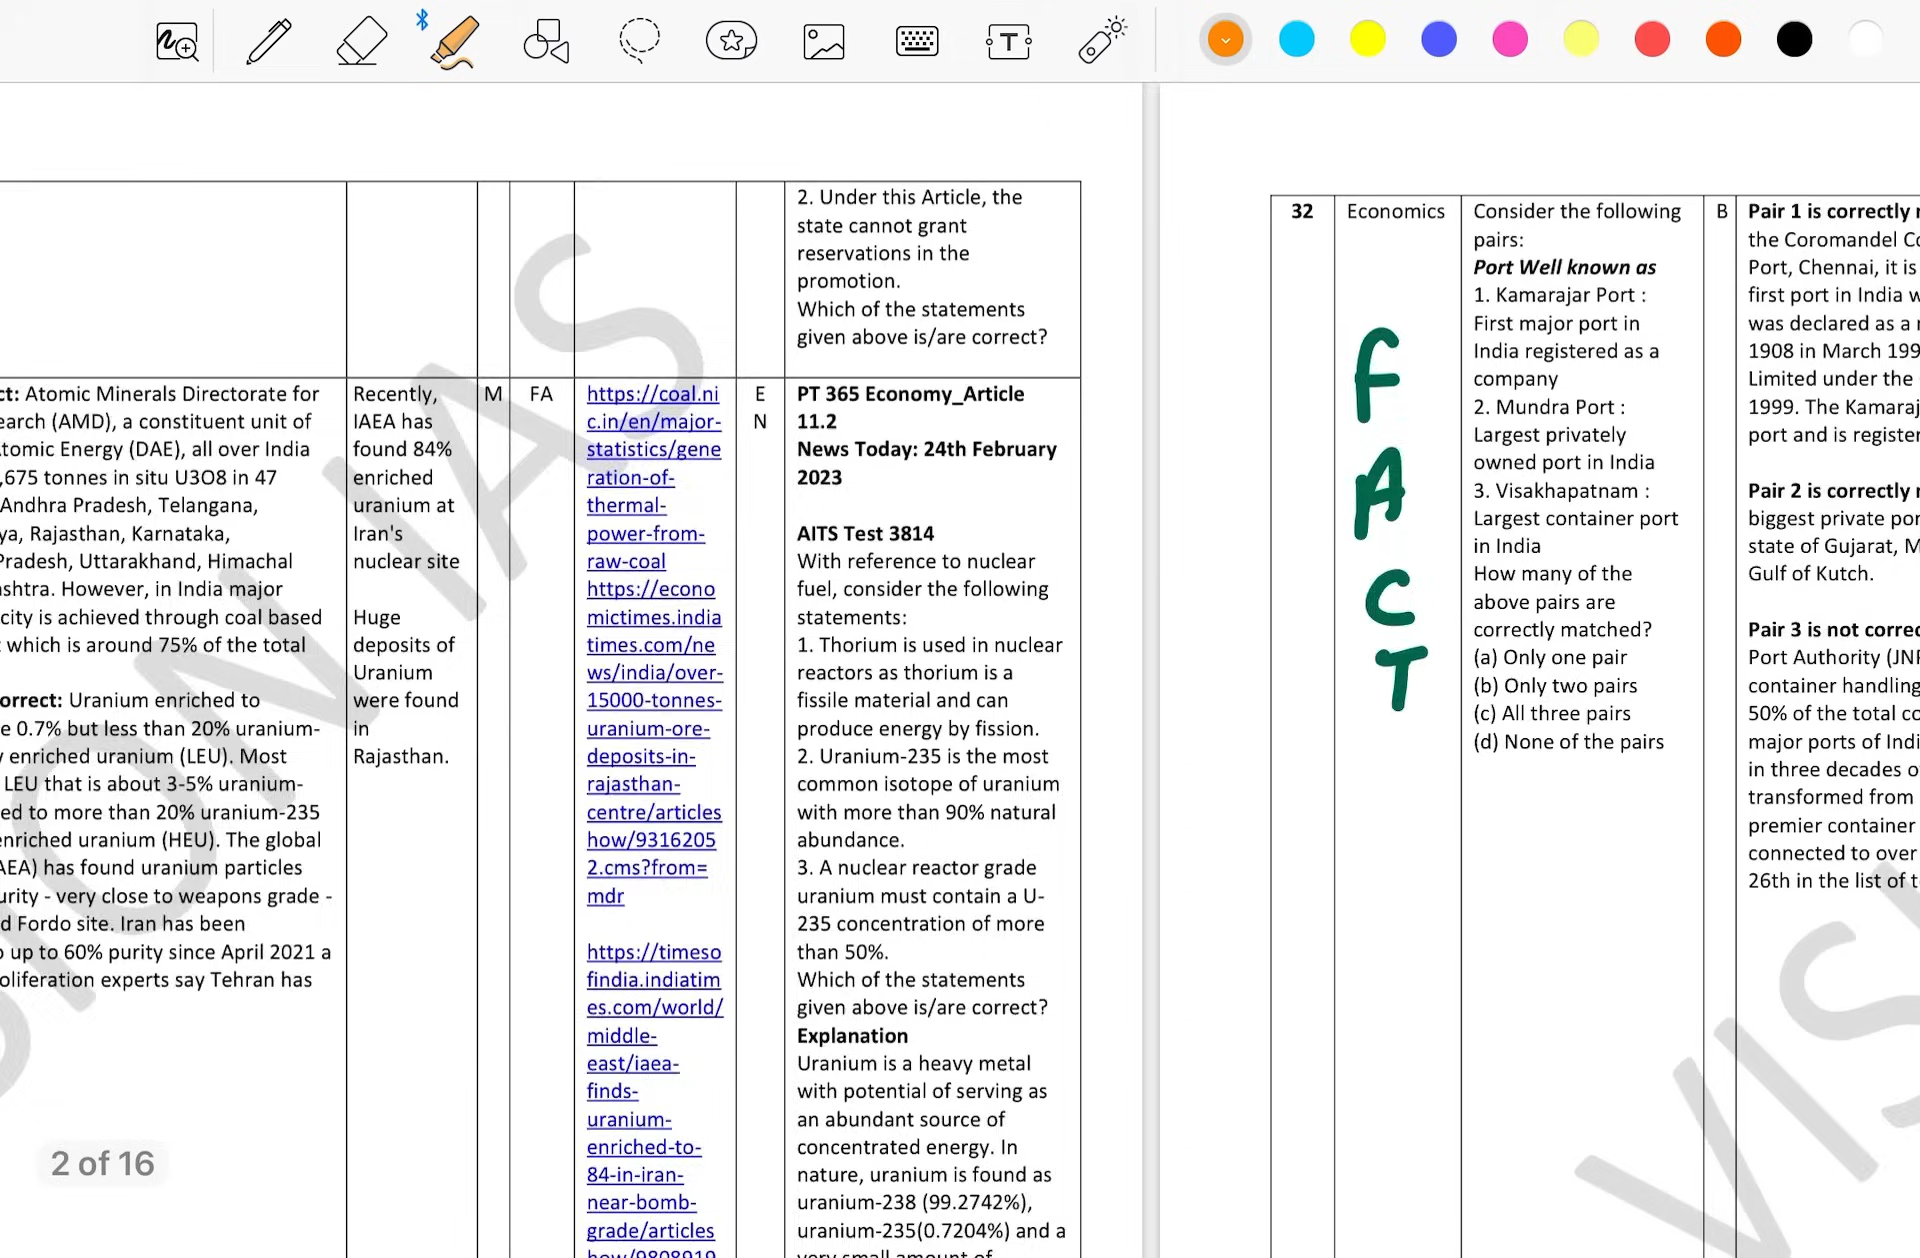 2. Under this Article, the
state cannot grant
reservations in the
promotion.
Which of the statements
given above is/are correct?
ct: Atomic Minerals Directorate for
earch (AMD), a constituent unit of
tomic Energy (DAE), all over India
,675 tonnes in situ U3O8 in 47
Andhra Pradesh, Telangana,
ya, Rajasthan, Karnataka,
Pradesh, Uttarakhand, Himachal
ashtra. However, in India major
city is achieved through coal based
t which is around 75% of the total
orrect: Uranium enriched to
e 0.7% but less than 20% uranium-
y enriched uranium (LEU). Most
LEU that is about 3-5% uranium-
ed to more than 20% uranium-235
enriched uranium (HEU). The global
AEA) has found uranium particles
urity - very close to weapons grade -
d Fordo site. Iran has been
o up to 60% purity since April 2021 a
oliferation experts say Tehran has
Recently,
IAEA has
found 84%
enriched
uranium at
Iran's
nuclear site
Huge
deposits of
Uranium
were found
in
Rajasthan.
M
FA
https://coal.ni
c.in/en/major-
statistics/gene
ration-of-
thermal-
power-from-
raw-coal
https://econo
mictimes.india
times.com/ne
ws/india/over-
15000-tonnes-
uranium-ore-
deposits-in-
rajasthan-
centre/articles
how/9316205
2.cms?from=
mdr
https://timeso
findia.indiatim
es.com/world/
middle-
east/iaea-
finds-
uranium-
enriched-to-
84-in-iran-
near-bomb-
grade/articles
how/9808919
E
N
PT 365 Economy_Article
11.2
News Today: 24th February
2023
AITS Test 3814
With reference to nuclear
fuel, consider the following
statements:
1. Thorium is used in nuclear
reactors as thorium is a
fissile material and can
produce energy by fission.
2. Uranium-235 is the most
common isotope of uranium
with more than 90% natural
abundance.
3. A nuclear reactor grade
uranium must contain a U-
235 concentration of more
than 50%.
Which of the statements
given above is/are correct?
Explanation
Uranium is a heavy metal
with potential of serving as
an abundant source of
concentrated energy. In
nature, uranium is found as
uranium-238 (99.2742%),
uranium-235(0.7204%) and a
very small amount of
2 of 16
32
Economics
FACT
Consider the following
pairs:
Port Well known as
1. Kamarajar Port :
First major port in
India registered as a
company
2. Mundra Port :
Largest privately
owned port in India
3. Visakhapatnam :
Largest container port
in India
How many of the
above pairs are
correctly matched?
(a) Only one pair
(b) Only two pairs
(c) All three pairs
(d) None of the pairs
B
Pair 1 is correctly
the Coromandel Co
Port, Chennai, it is
first port in India w
was declared as a
1908 in March 199
Limited under the
1999. The Kamaraj
port and is register
Pair 2 is correctly
biggest private por
state of Gujarat, M
Gulf of Kutch.
Pair 3 is not correc
Port Authority (JNP
container handling
50% of the total co
major ports of Indi
in three decades o
transformed from
premier container
connected to over
26th in the list of t
SION IAS
VIS